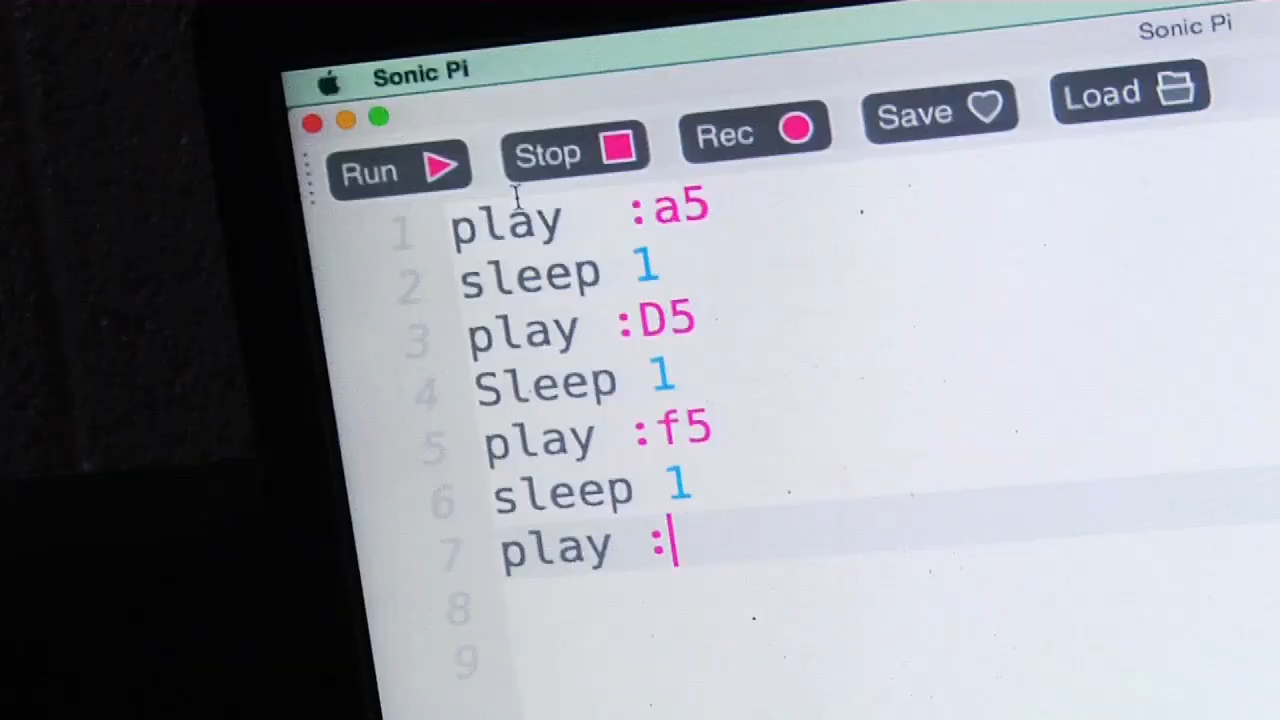 Sonic Pi
Sonic Pi
Run Stop Rec Save Load
1 play :a5
2 sleep 1
3 play :D5
4 Sleep 1
5 play :f5
6 sleep 1
7 play :
8
9